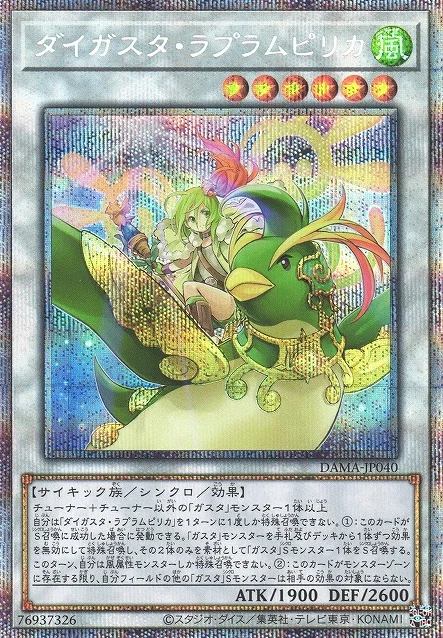 ダイガスタ・ラプラムピリカ
嵐
DAMA-JP040
【サイキック族／シンクロ／効果】
チューナー＋チューナー以外の「ガスタ」モンスター1体以上
自分は「ダイガスタ・ラプラムピリカ」を1ターンに1度しか特殊召喚できない。①：このカードが
S召喚に成功した場合に発動できる。「ガスタ」モンスターを手札及びデッキから1体ずつ効果
を無効にして特殊召喚し、その2体のみを素材として「ガスタ」Sモンスター1体をS召喚する。
このターン、自分は風属性モンスターしか特殊召喚できない。②：このカードがモンスターゾーン
に存在する限り、自分フィールドの他の「ガスタ」Sモンスターは相手の効果の対象にならない。
ATK/1900 DEF/2600
76937326 ©スタジオ・ダイス／集英社・テレビ東京・KONAMI